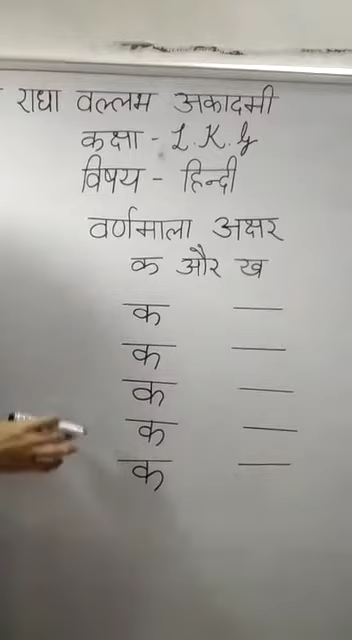 राधा वल्लभ अकादमी
कक्षा - L.K.G
विषय - हिन्दी
वर्णमाला अक्षर
क और ख
क
क
क
क
क